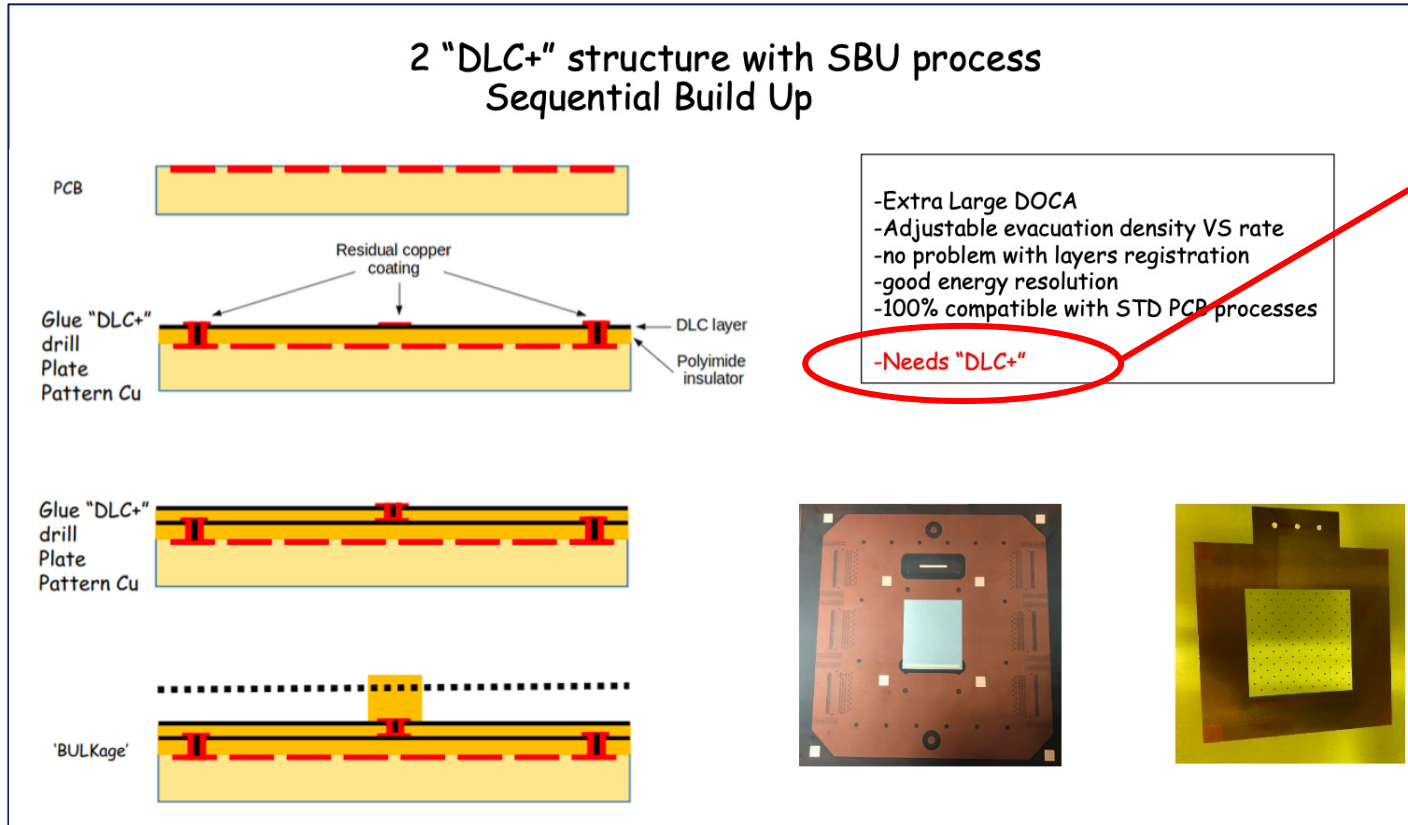 2 “DLC+” structure with SBU process
Sequential Build Up
PCB
Residual copper
coating
Glue “DLC+”
drill
Plate
Pattern Cu
DLC layer
Polyimide
insulator
-Extra Large DOCA
-Adjustable evacuation density VS rate
-no problem with layers registration
-good energy resolution
-100% compatible with STD PCB processes
-Needs “DLC+”
Glue “DLC+”
drill
Plate
Pattern Cu
‘BULKage’